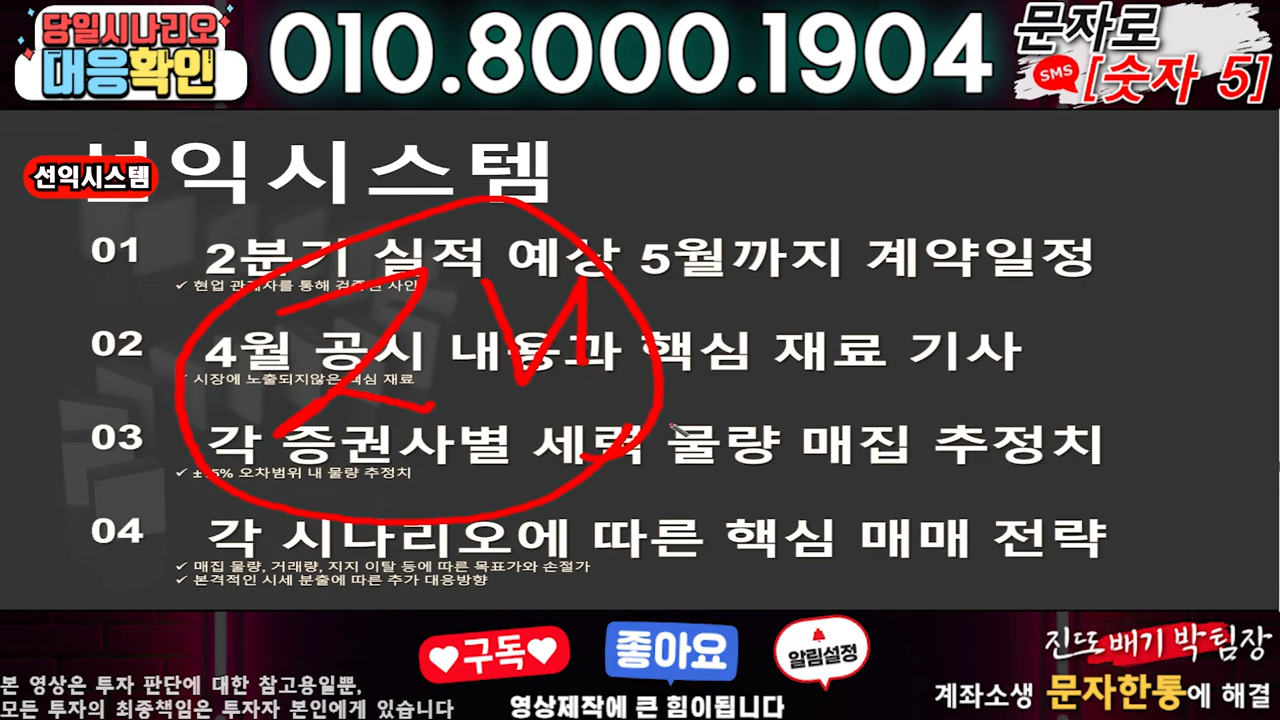 당일시나리오
대응확인
010.8000.1904
문자로
SMS
[숫자 5]
선익시스템
익시스템
01 2분기 실적 예상 5월까지 계약일정
✓ 현업 관계자를 통해 검증된 사안
02 4월 공시 내용과 핵심 재료 기사
✓ 시장에 노출되지않은 핵심 재료
03 각 증권사별 세력 물량 매집 추정치
✓ 오차범위 내 물량 추정치
04 각 시나리오에 따른 핵심 매매 전략
✓ 매집 물량, 거래량, 지지 이탈 등에 따른 목표가와 손절가
✓ 본격적인 시세 분출에 따른 추가 대응방향
구독
좋아요
알림설정
진또배기 박팀장
본 영상은 투자 판단에 대한 참고용일뿐,
모든 투자의 최종책임은 투자자 본인에게 있습니다
영상제작에 큰 힘이됩니다
계좌소생 문자한통에 해결